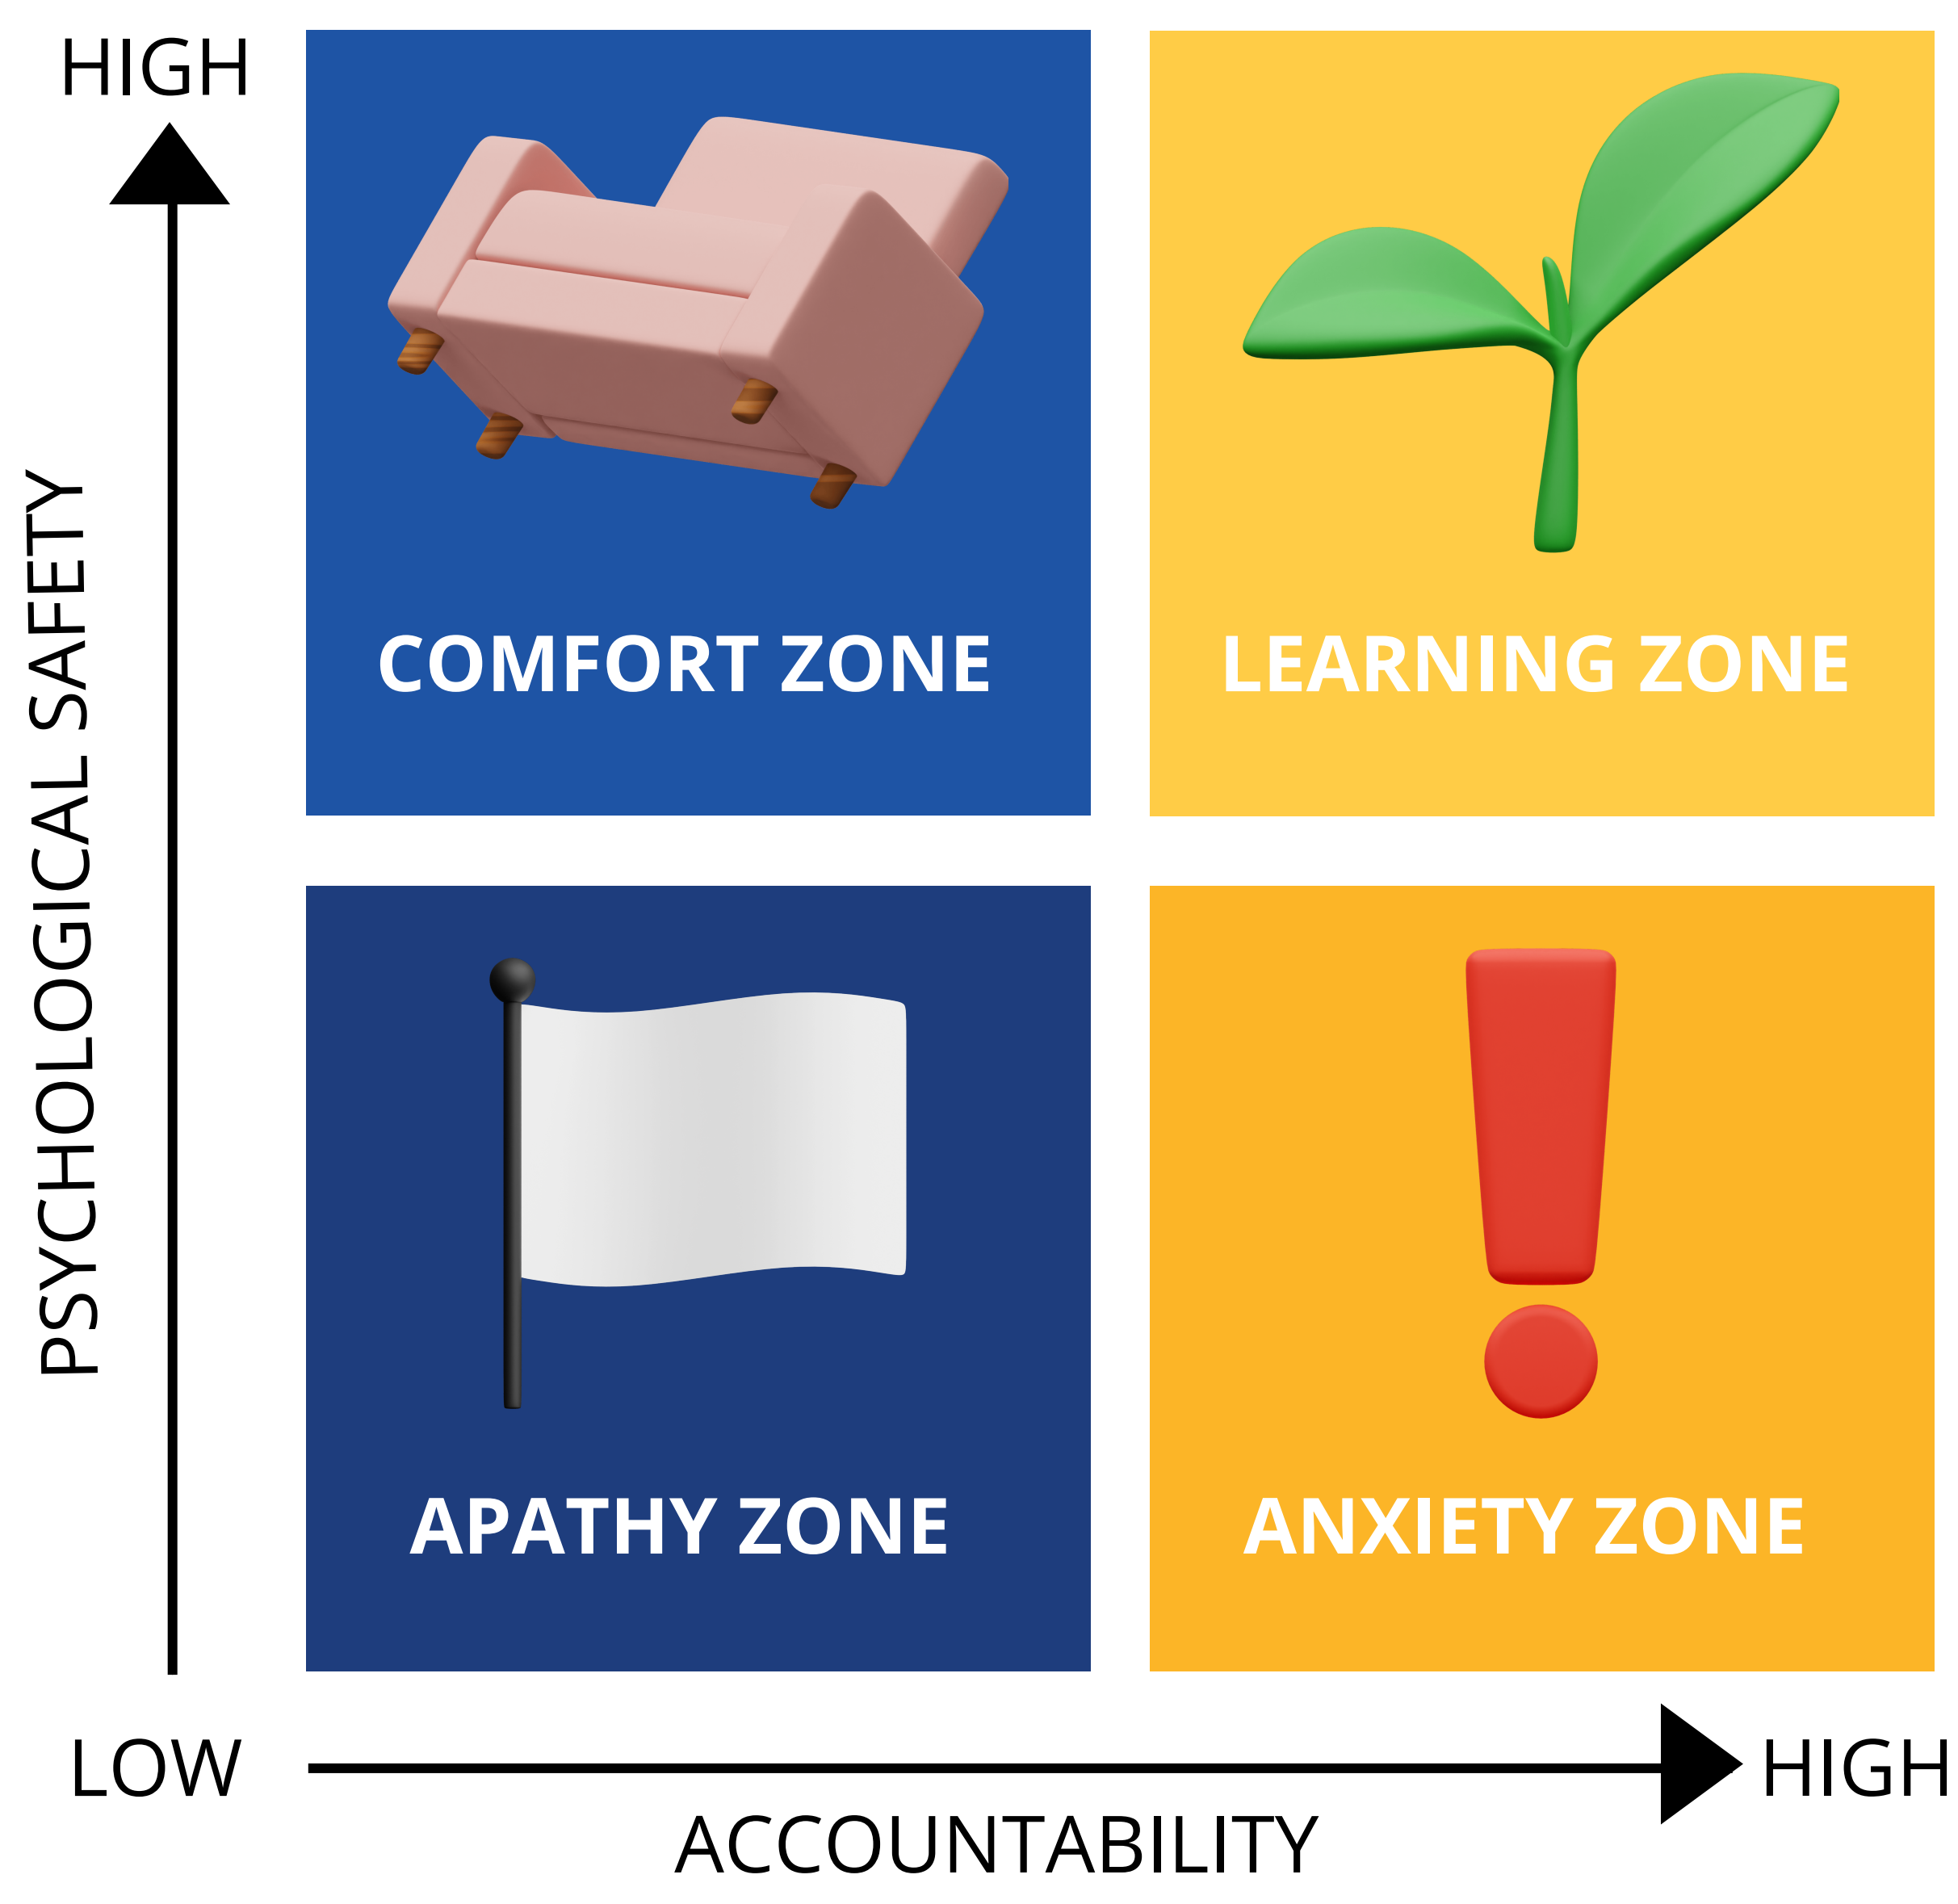 HIGH
PSYCHOLOGICAL SAFETY
COMFORT ZONE
LEARNING ZONE
APATHY ZONE
ANXIETY ZONE
LOW
HIGH
ACCOUNTABILITY